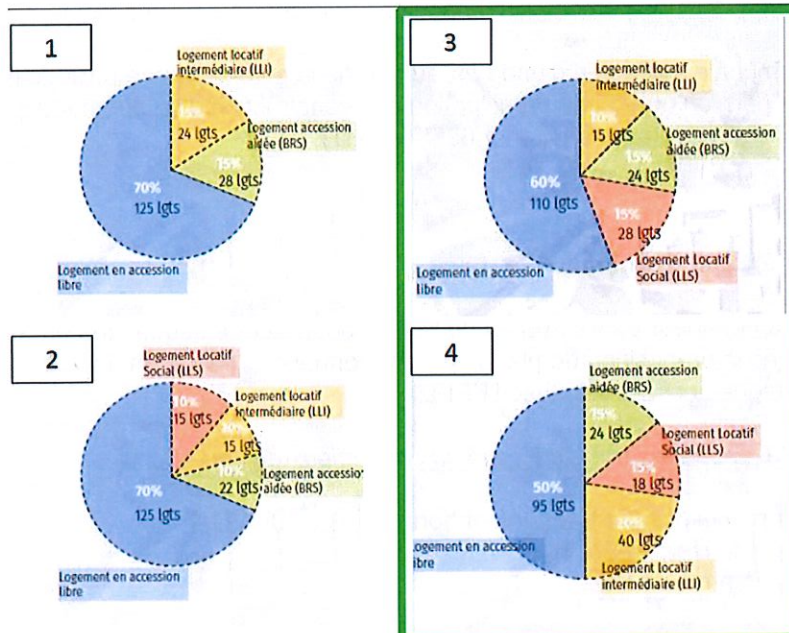 1
Logement locatif
intermédiaire (LLI)
15%
24 lgts
Logement accession
aidée (BRS)
15%
28 lgts
70%
125 lgts
Logement en accession
libre
2
Logement Locatif
Social (LLS)
10%
15 lgts
Logement locatif
intermédiaire (LLI)
20%
15 lgts
Logement accession
aidée (BRS)
10%
22 lgts
70%
125 lgts
Logement en accession
libre
3
Logement locatif
intermédiaire (LLI)
10%
15 lgts
Logement accession
aidée (BRS)
15%
24 lgts
60%
110 lgts
15%
28 lgts
Logement Locatif
Social (LLS)
Logement en accession
libre
4
Logement accession
aidée (BRS)
15%
24 lgts
Logement Locatif
Social (LLS)
15%
18 lgts
50%
95 lgts
20%
40 lgts
Logement en accession
libre
Logement locatif
intermédiaire (LLI)